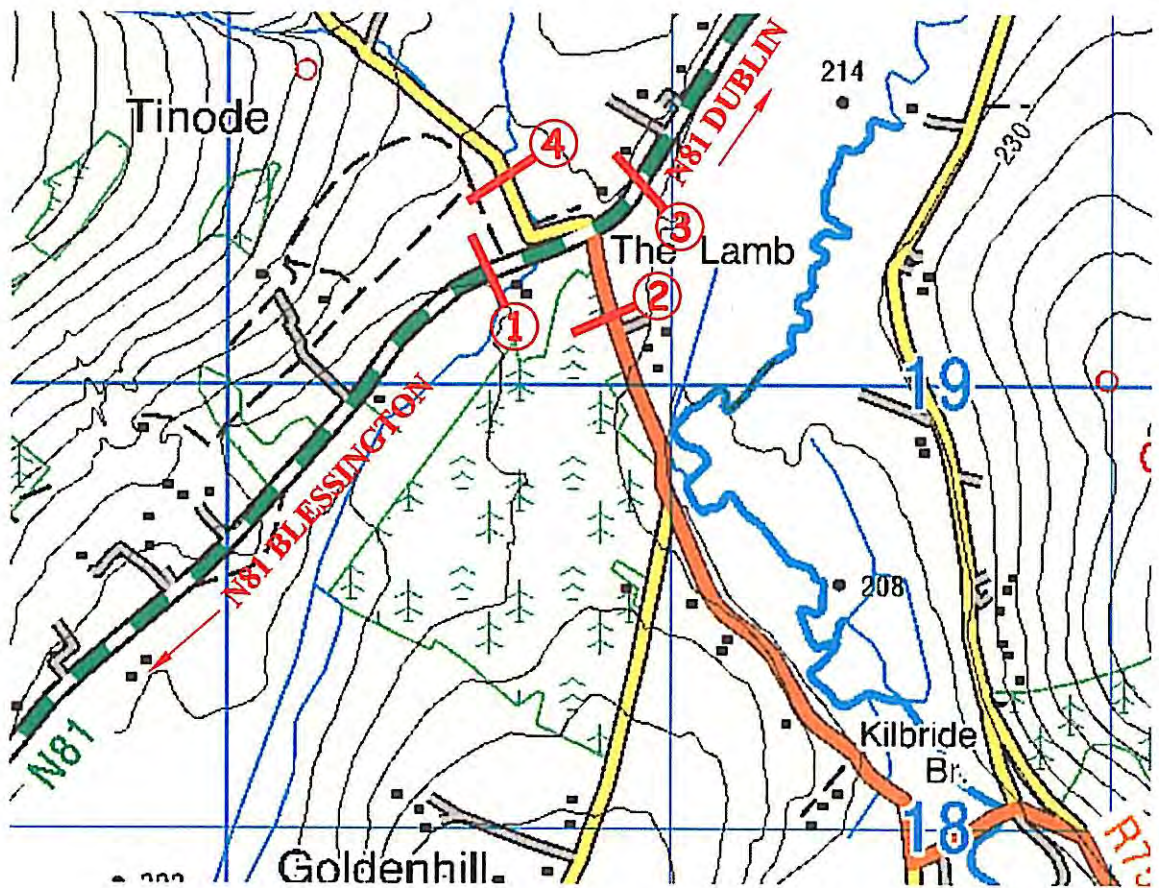 214
Tinode
N81 DUBLIN
4
230
3
The Lamb
2
1
19
N81 BLESSINGTON
208
N81
Kilbride
Br.
18
Goldenhill